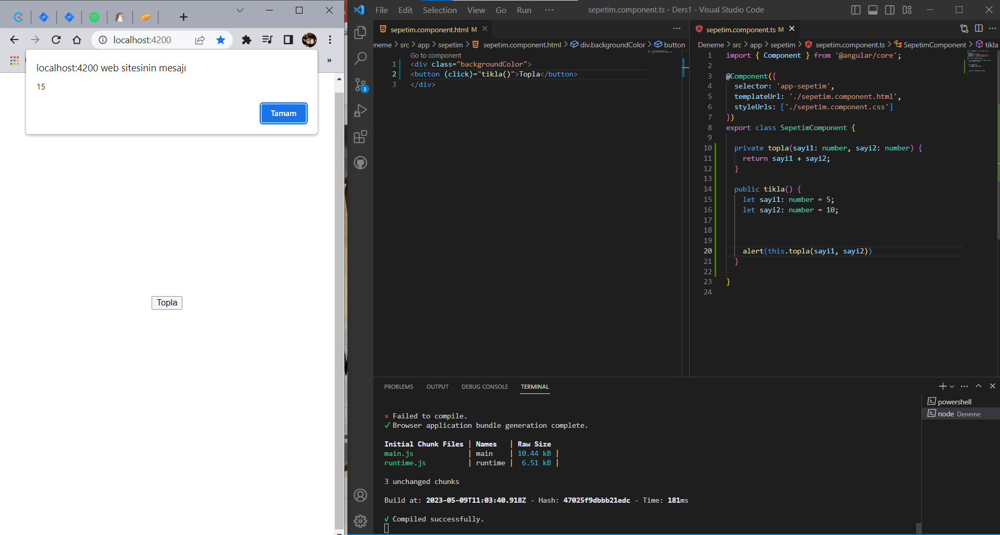 localhost:4200
localhost:4200 web sitesinin mesajı
15
Tamam
Topla
File Edit Selection View Go Run ···
sepetim.component.ts - Ders1 - Visual Studio Code
sepetim.component.html M
eneme > src > app > sepetim > sepetim.component.html > div.backgroundColor > button
Go to component
1 <div class="backgroundColor">
2 <button (click)="tikla()">Topla</button>
3 </div>
sepetim.component.ts M
Deneme > src > app > sepetim > sepetim.component.ts > SepetimComponent > tikla
1 import { Component } from '@angular/core';
2
3 @Component({
4 selector: 'app-sepetim',
5 templateUrl: './sepetim.component.html',
6 styleUrls: ['./sepetim.component.css']
7 })
8 export class SepetimComponent {
9
10 private topla(sayi1: number, sayi2: number) {
11 return sayi1 + sayi2;
12 }
13
14 public tikla() {
15 let sayi1: number = 5;
16 let sayi2: number = 10;
17
18
19
20 alert(this.topla(sayi1, sayi2))
21 }
22
23 }
24
3
PROBLEMS OUTPUT DEBUG CONSOLE TERMINAL
× Failed to compile.
√ Browser application bundle generation complete.
Initial Chunk Files | Names | Raw Size
main.js | main | 10.44 kB |
runtime.js | runtime | 6.51 kB |
3 unchanged chunks
Build at: 2023-05-09T11:03:40.918Z - Hash: 47025f9dbbb21edc - Time: 181ms
√ Compiled successfully.
powershell
node Deneme